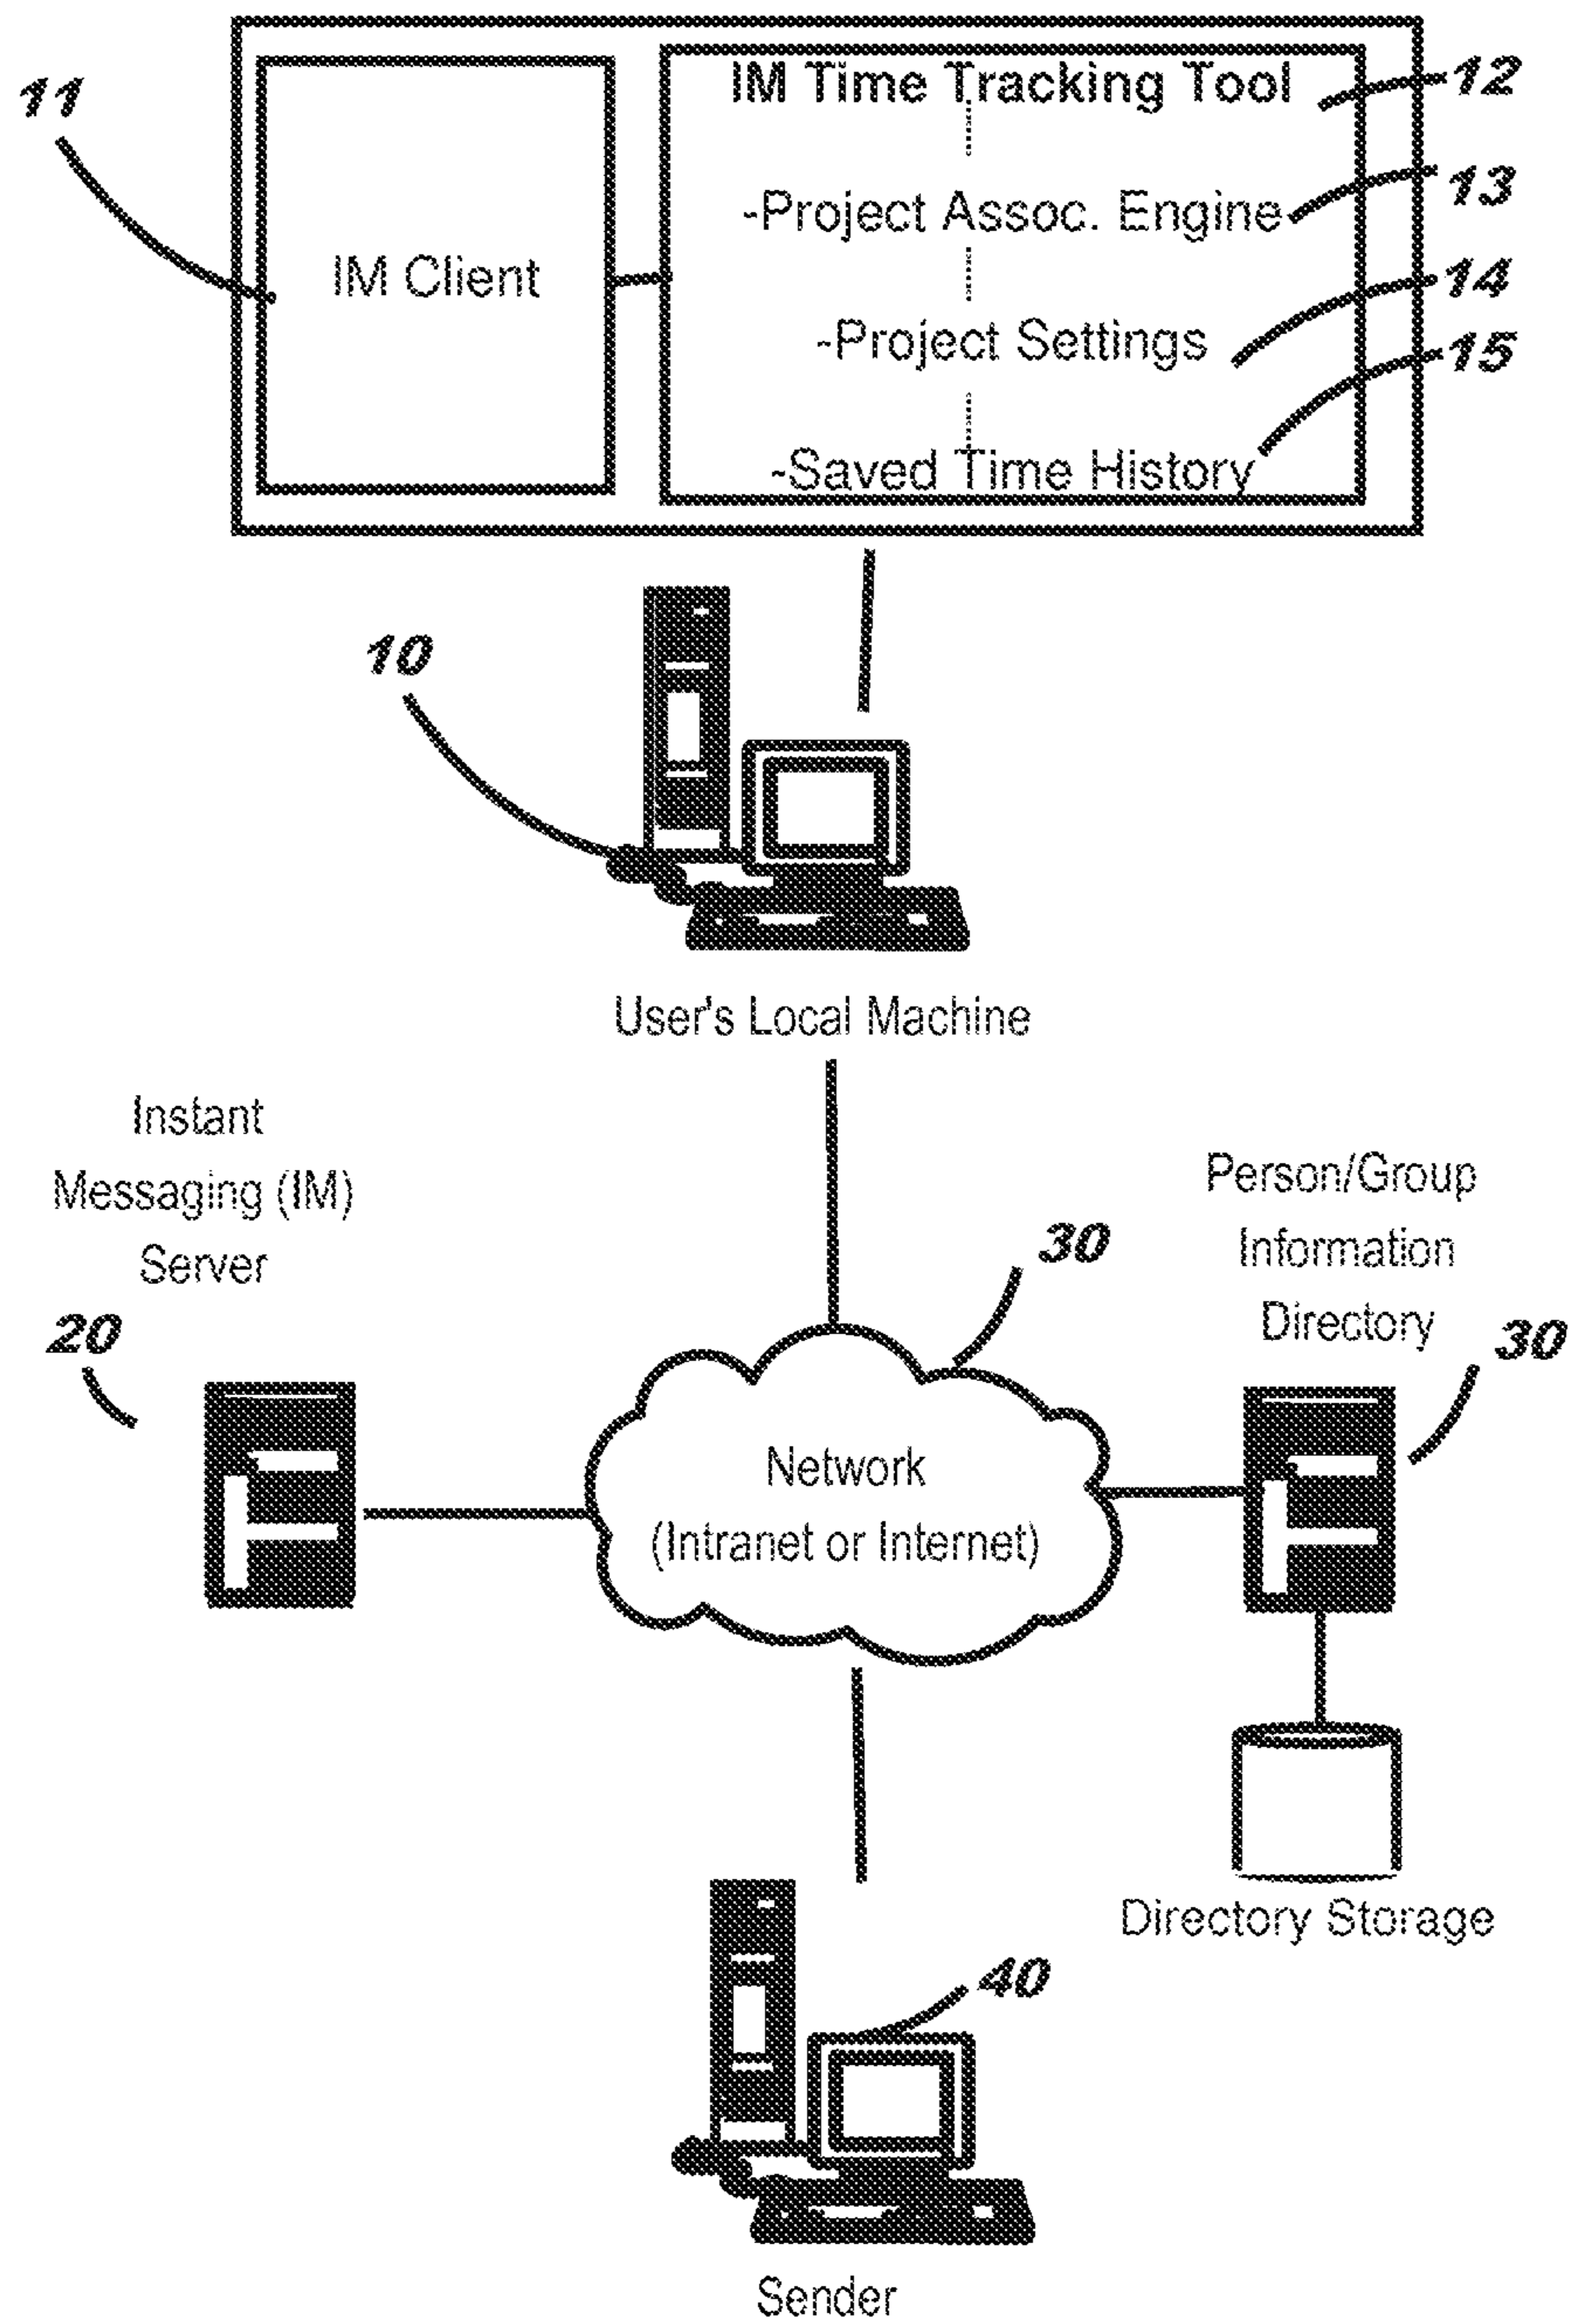 11
IM Time Tracking Tool
12
-Project Assoc. Engine
13
IM Client
-Project Settings
14
-Saved Time History
15
10
User's Local Machine
Instant
Messaging (IM)
Server
20
Person/Group
Information
Directory
30
30
Network
(Intranet or Internet)
Directory Storage
40
Sender